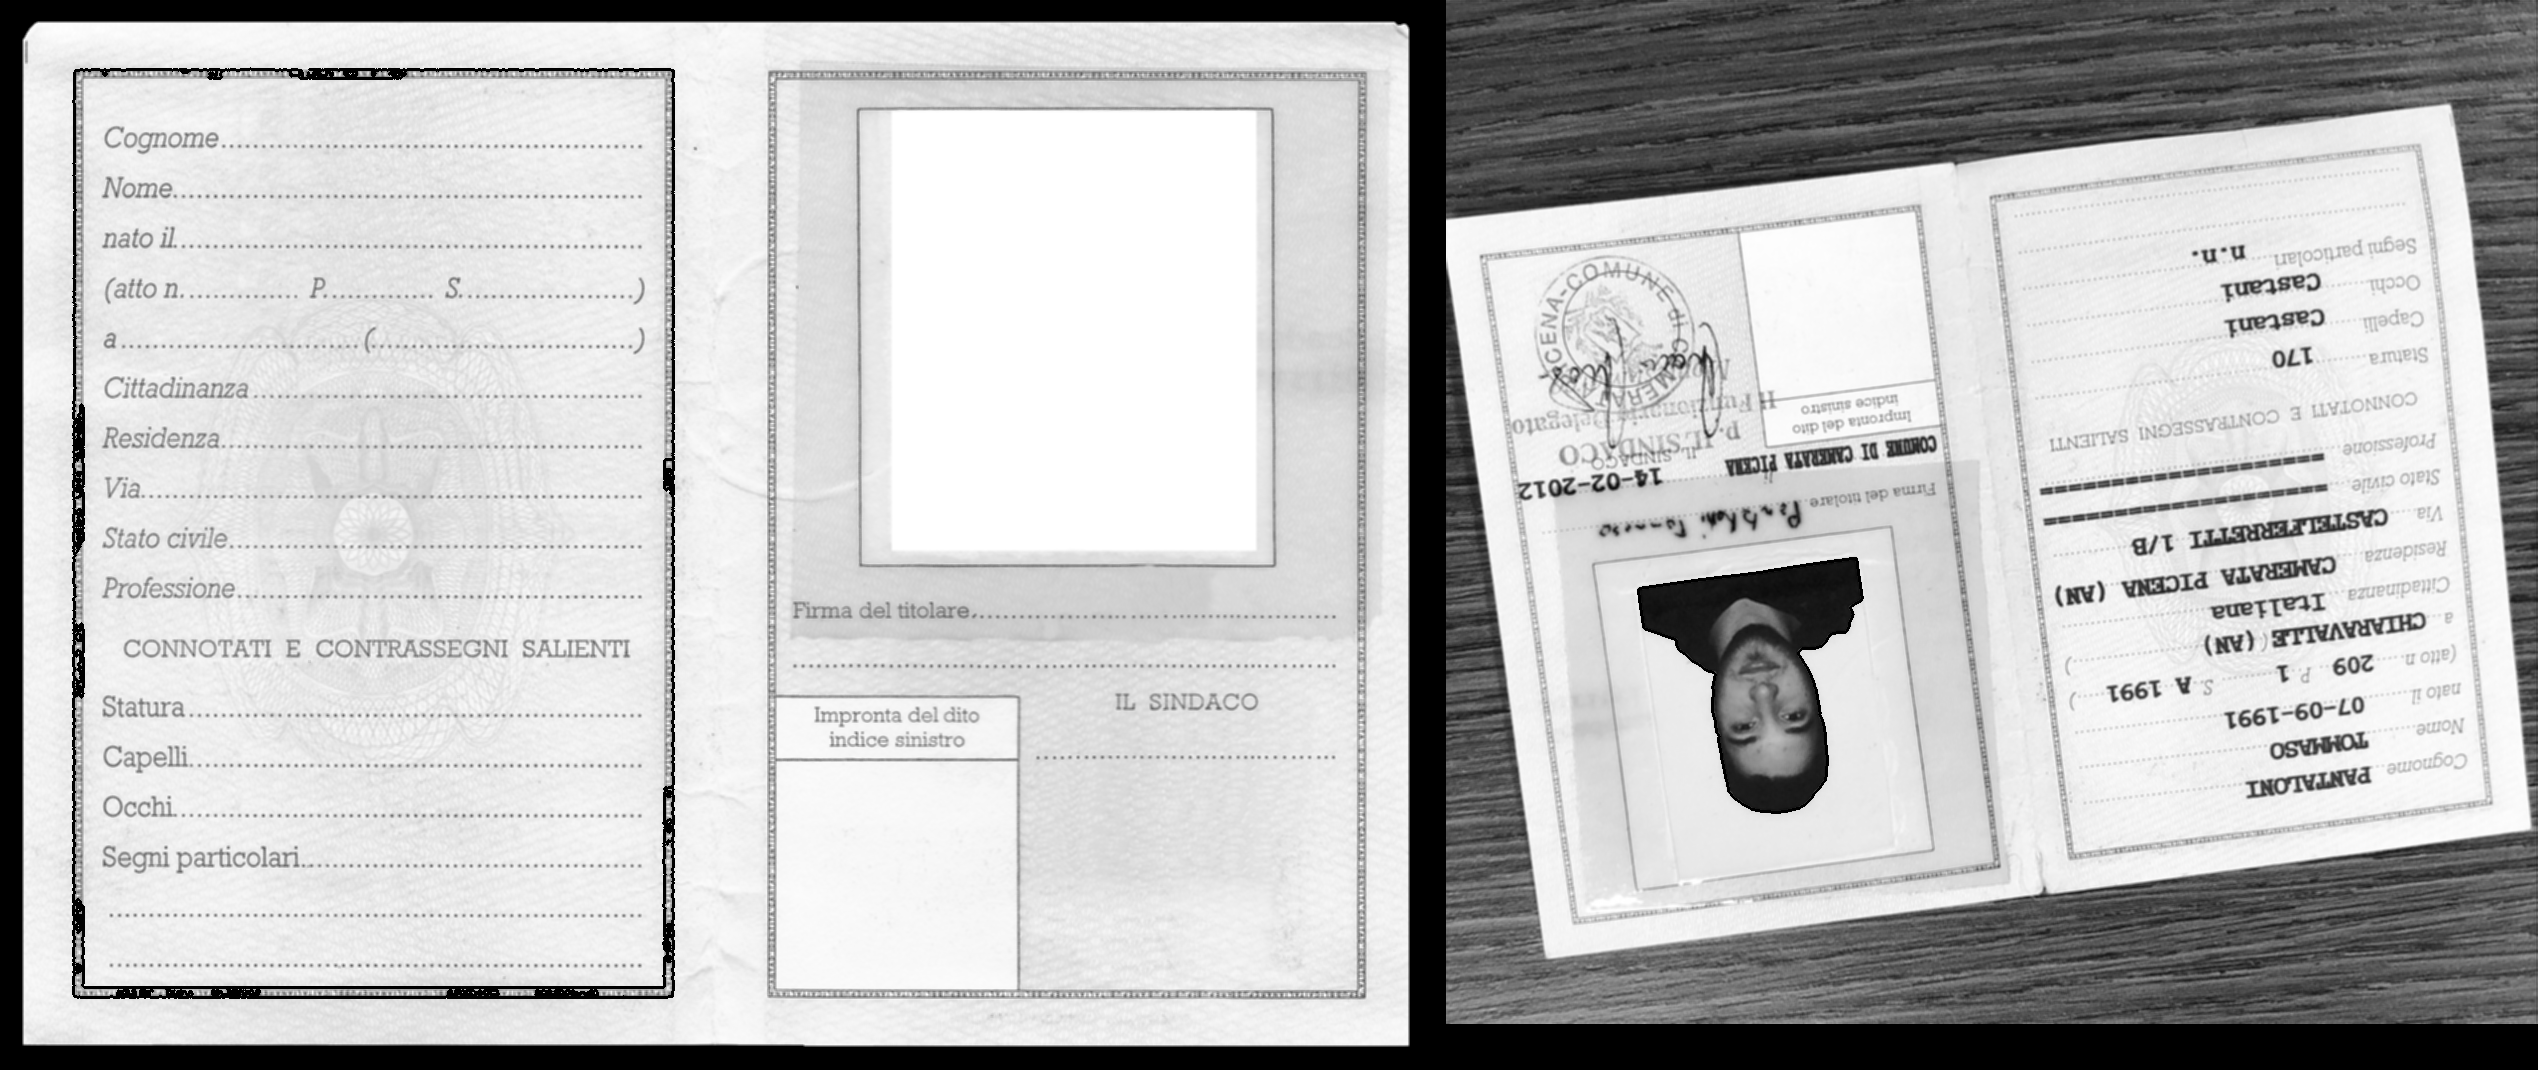 Cognome
Nome
nato il
(atto n. P. S. )
a ( )
Cittadinanza
Residenza
Via
Stato civile
Professione
CONNOTATI E CONTRASSEGNI SALIENTI
Statura
Capelli
Occhi
Segni particolari
Firma del titolare
IL SINDACO
Impronta del dito
indice sinistro
Cognome PANTALONI
Nome TOMMASO
nato il 07-09-1991
(atto n. 209 P. 1 S. A 1991 )
a CHIARAVALLE ( (AN) )
Cittadinanza Italiana
Residenza CAMERATA PICENA (AN)
Via CASTELFERRETTI 1/B
Stato civile ==========
Professione ==========
CONNOTATI E CONTRASSEGNI SALIENTI
Statura 170
Capelli Castani
Occhi Castani
Segni particolari n.n.
Firma del titolare
COMUNE DI CAMERATA PICENA li 14-02-2012
IL SINDACO
P. IL SINDACO
Il Funzionario Delegato
Impronta del dito
indice sinistro
COMUNE di CAMERATA PICENA